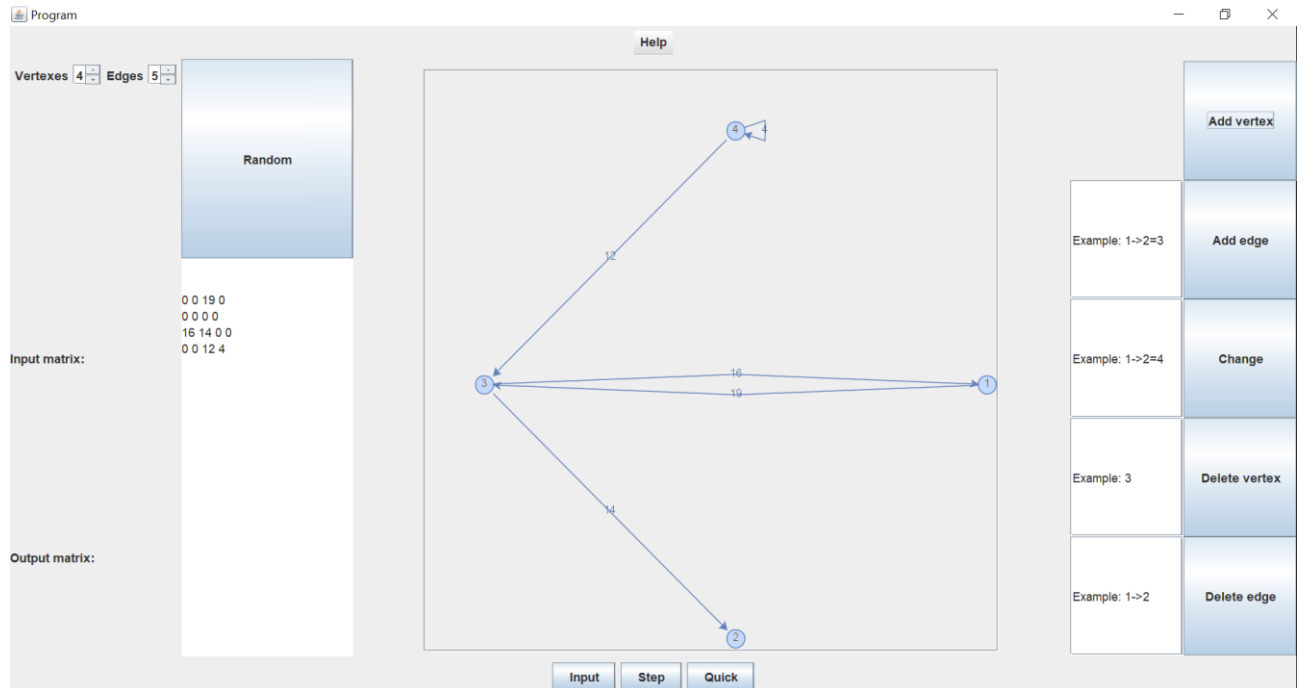 Program
Help
Vertexes 4 Edges 5
Random
Input matrix:
0 0 19 0
0 0 0 0
16 14 0 0
0 0 12 4
Output matrix:
4
4
12
3
16
19
1
14
2
Add vertex
Example: 1->2=3
Add edge
Example: 1->2=4
Change
Example: 3
Delete vertex
Example: 1->2
Delete edge
Input
Step
Quick